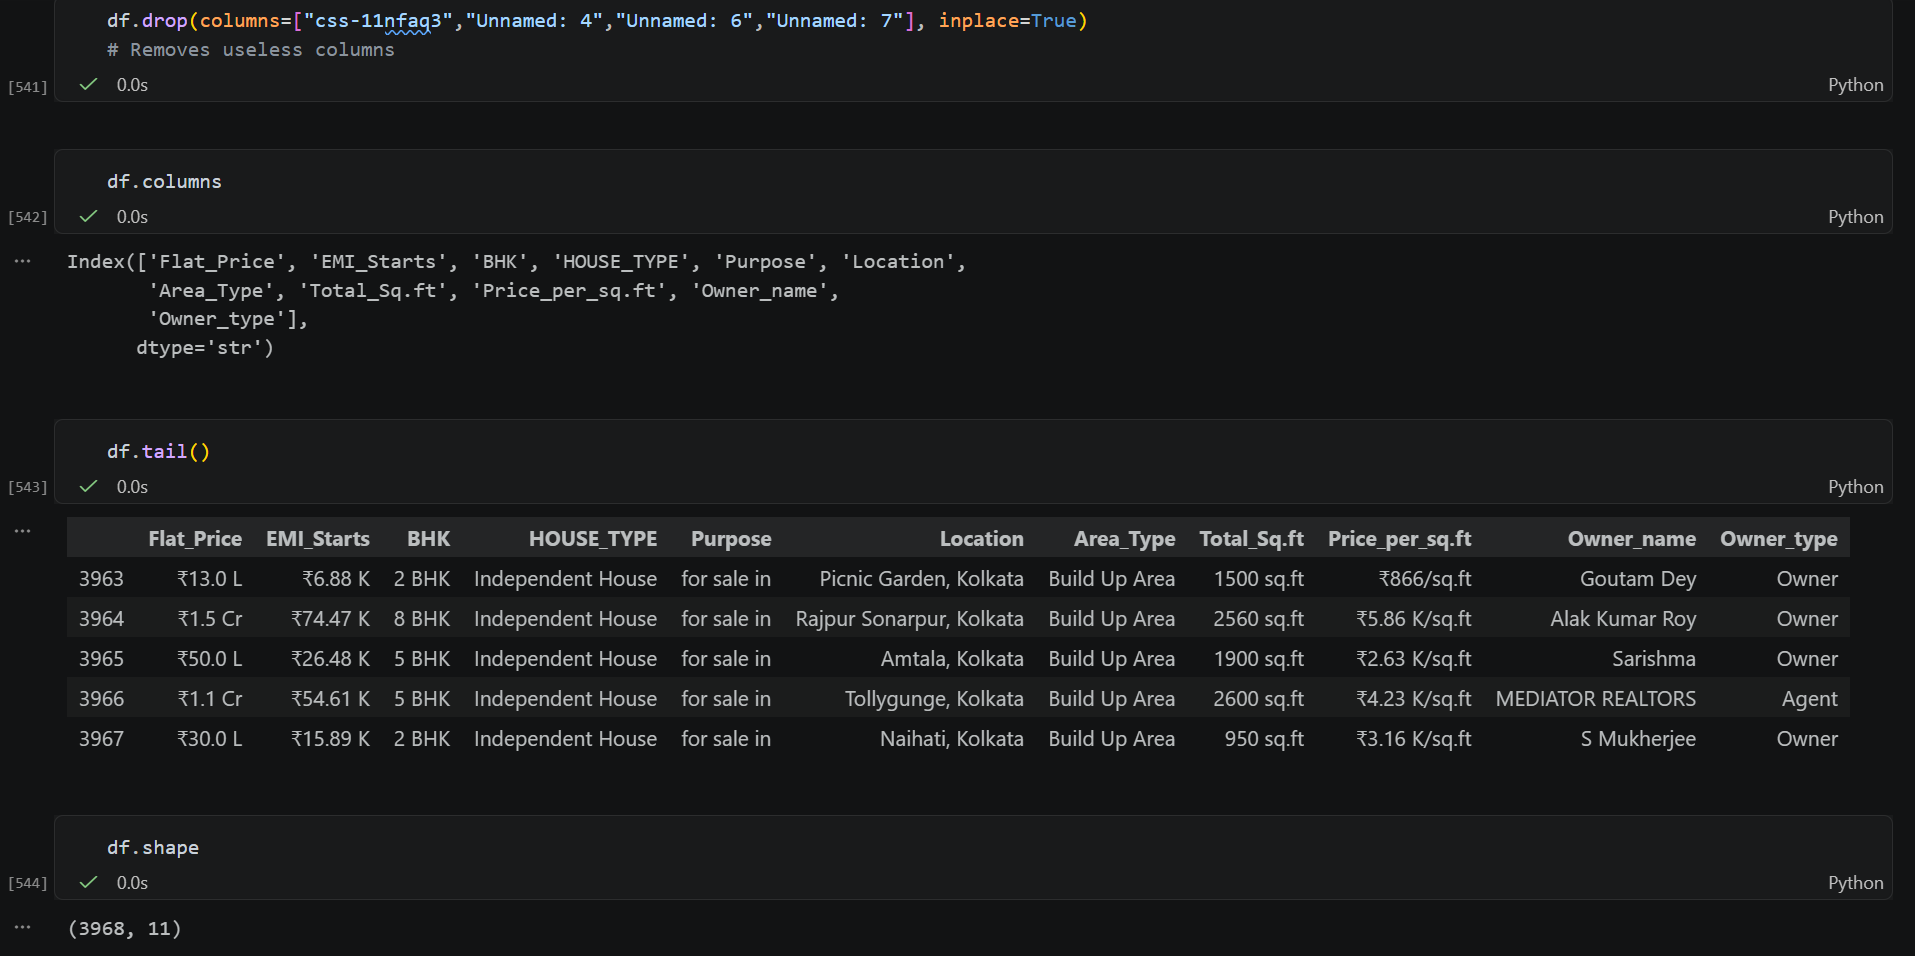 df.drop(columns=["css-11nfaq3","Unnamed: 4","Unnamed: 6","Unnamed: 7"], inplace=True)
# Removes useless columns
[541] ✓ 0.0s Python
df.columns
[542] ✓ 0.0s Python
... Index(['Flat_Price', 'EMI_Starts', 'BHK', 'HOUSE_TYPE', 'Purpose', 'Location',
'Area_Type', 'Total_Sq.ft', 'Price_per_sq.ft', 'Owner_name',
'Owner_type'],
dtype='str')
df.tail()
[543] ✓ 0.0s Python
... Flat_Price EMI_Starts BHK HOUSE_TYPE Purpose Location Area_Type Total_Sq.ft Price_per_sq.ft Owner_name Owner_type
3963 ₹13.0 L ₹6.88 K 2 BHK Independent House for sale in Picnic Garden, Kolkata Build Up Area 1500 sq.ft ₹866/sq.ft Goutam Dey Owner
3964 ₹1.5 Cr ₹74.47 K 8 BHK Independent House for sale in Rajpur Sonarpur, Kolkata Build Up Area 2560 sq.ft ₹5.86 K/sq.ft Alak Kumar Roy Owner
3965 ₹50.0 L ₹26.48 K 5 BHK Independent House for sale in Amtala, Kolkata Build Up Area 1900 sq.ft ₹2.63 K/sq.ft Sarishma Owner
3966 ₹1.1 Cr ₹54.61 K 5 BHK Independent House for sale in Tollygunge, Kolkata Build Up Area 2600 sq.ft ₹4.23 K/sq.ft MEDIATOR REALTORS Agent
3967 ₹30.0 L ₹15.89 K 2 BHK Independent House for sale in Naihati, Kolkata Build Up Area 950 sq.ft ₹3.16 K/sq.ft S Mukherjee Owner
df.shape
[544] ✓ 0.0s Python
... (3968, 11)